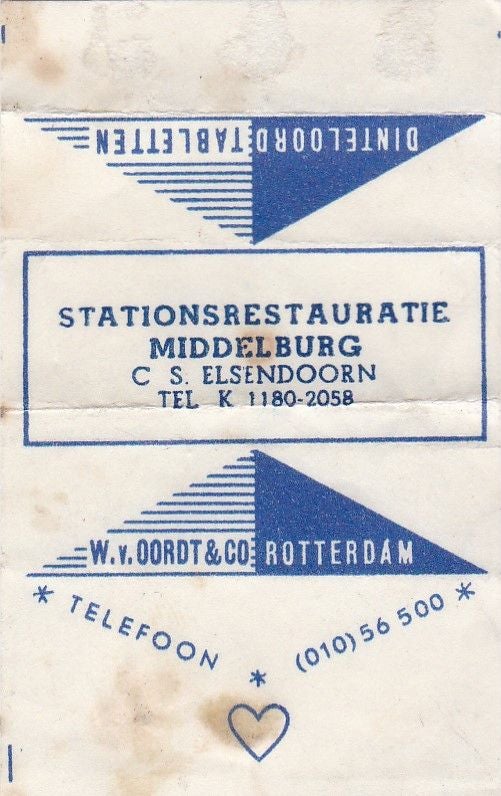 DINTELOORD TABLETTEN
STATIONSRESTAURATIE
MIDDELBURG
C S. ELSENDOORN
TEL K 1180-2058
W.v.OORDT&CO ROTTERDAM
* TELEFOON * (010) 56 500 *